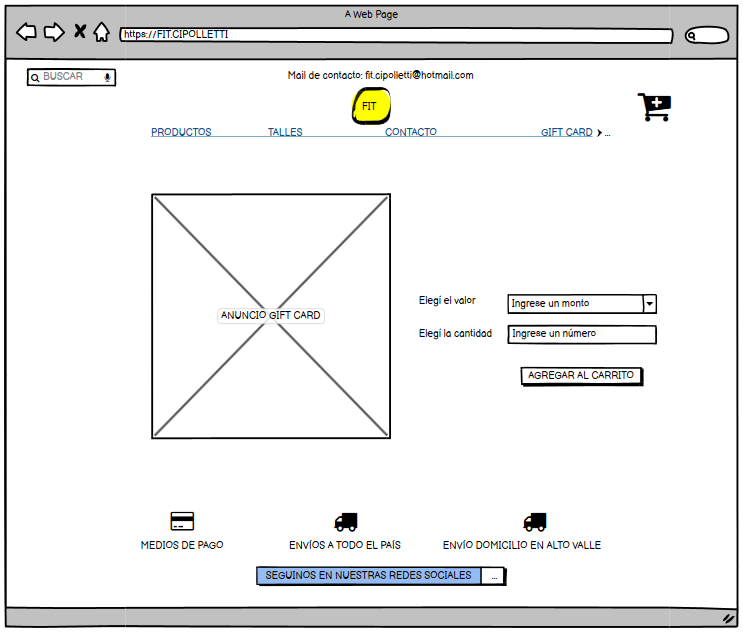 A Web Page
https://FIT.CIPOLLETTI
BUSCAR
Mail de contacto: fit.cipolletti@hotmail.com
FIT
PRODUCTOS TALLES CONTACTO GIFT CARD ...
ANUNCIO GIFT CARD
Elegí el valor Ingrese un monto
Elegí la cantidad Ingrese un número
AGREGAR AL CARRITO
MEDIOS DE PAGO ENVÍOS A TODO EL PAÍS ENVÍO DOMICILIO EN ALTO VALLE
SEGUINOS EN NUESTRAS REDES SOCIALES ...